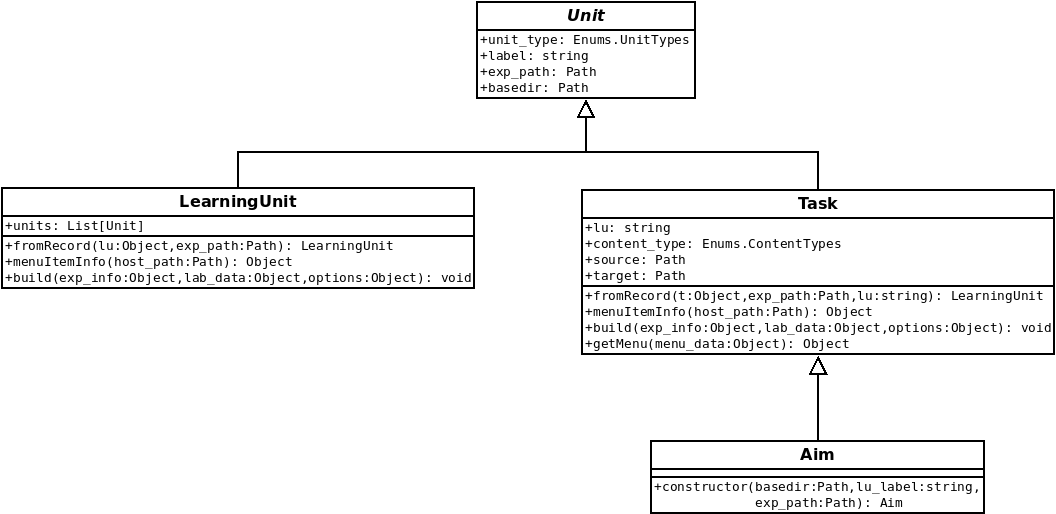 Unit
+unit_type: Enums.UnitTypes
+label: string
+exp_path: Path
+basedir: Path
LearningUnit
+units: List[Unit]
+fromRecord(lu:Object,exp_path:Path): LearningUnit
+menuItemInfo(host_path:Path): Object
+build(exp_info:Object,lab_data:Object,options:Object): void
Task
+lu: string
+content_type: Enums.ContentTypes
+source: Path
+target: Path
+fromRecord(t:Object,exp_path:Path,lu:string): LearningUnit
+menuItemInfo(host_path:Path): Object
+build(exp_info:Object,lab_data:Object,options:Object): void
+getMenu(menu_data:Object): Object
Aim
+constructor(basedir:Path,lu_label:string,
exp_path:Path): Aim